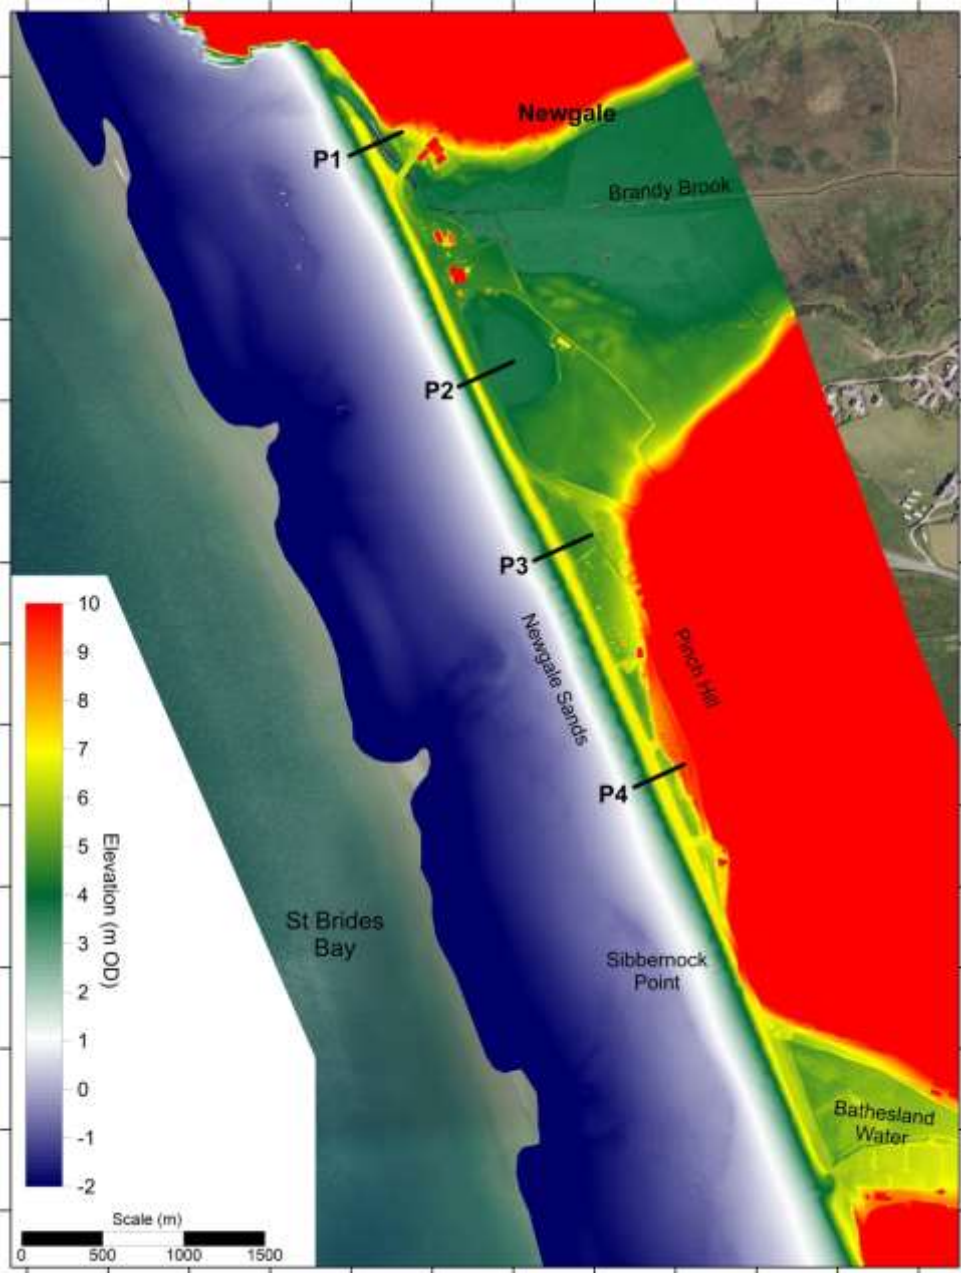 Newgale
P1
Brandy Brook
P2
P3
Newgale Sands
Pinch Hill
P4
St Brides
Bay
Sibbernock
Point
Bathesland
Water
10
9
8
7
6
5
4
3
2
1
0
-1
-2
Elevation (m OD)
Scale (m)
0 500 1000 1500